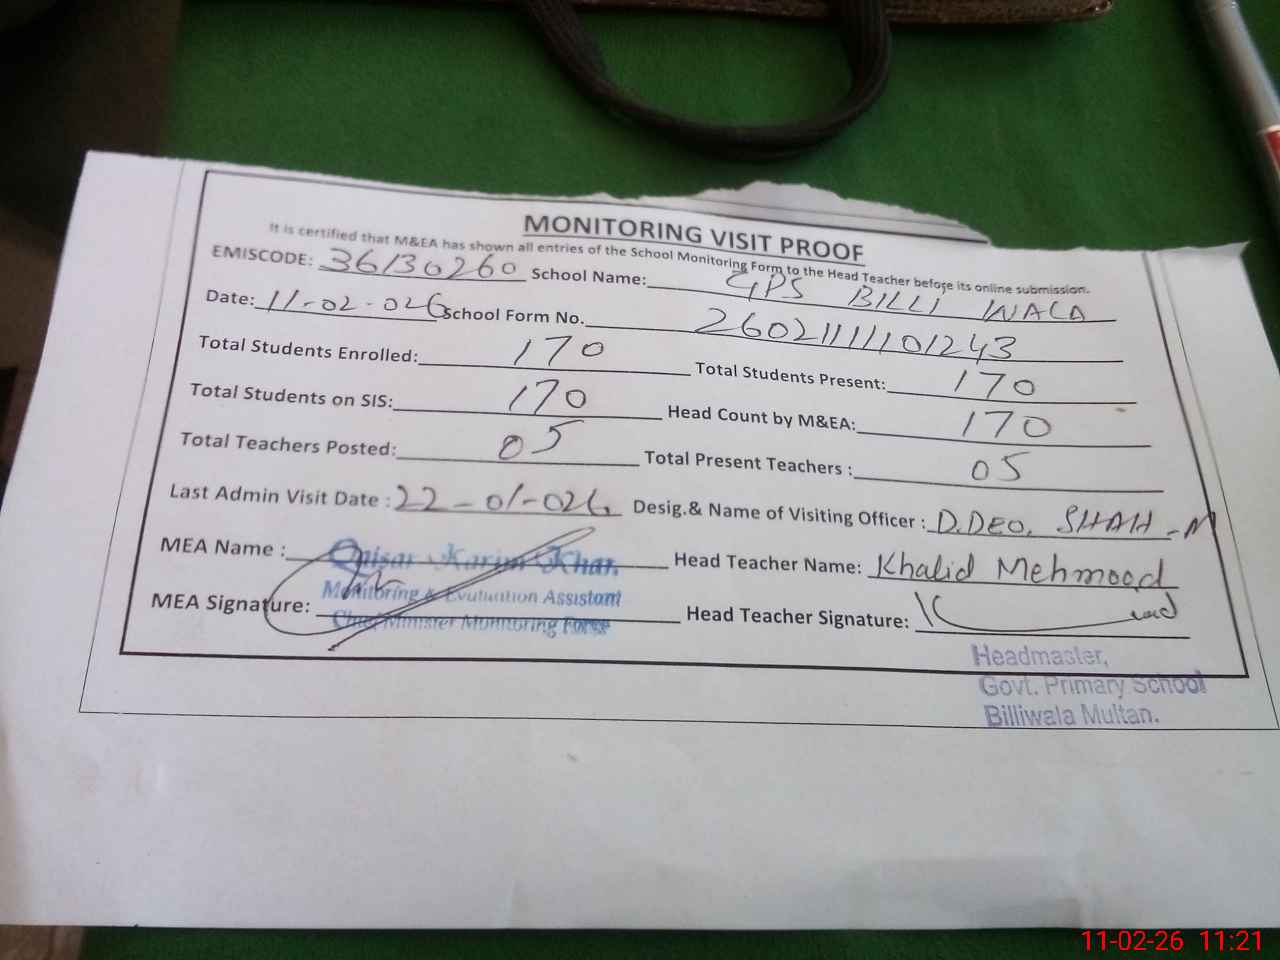 MONITORING VISIT PROOF
It is certified that M&EA has shown all entries of the School Monitoring Form to the Head Teacher before its online submission.
EMISCODE: 36130260 School Name: GPS BILLI WALA
Date: 11-02-026 School Form No. 26021111101243
Total Students Enrolled: 170 Total Students Present: 170
Total Students on SIS: 170 Head Count by M&EA: 170
Total Teachers Posted: 05 Total Present Teachers : 05
Last Admin Visit Date : 22-01-026 Desig.& Name of Visiting Officer : D.DEO. SHAH-
MEA Name : Karim Khan Head Teacher Name: Khalid Mehmood
Monitoring & Evaluation Assistant
MEA Signature: Chief Minister Monitoring Force Head Teacher Signature:
Headmaster,
Govt. Primary School
Billiwala Multan.
11-02-26 11:21